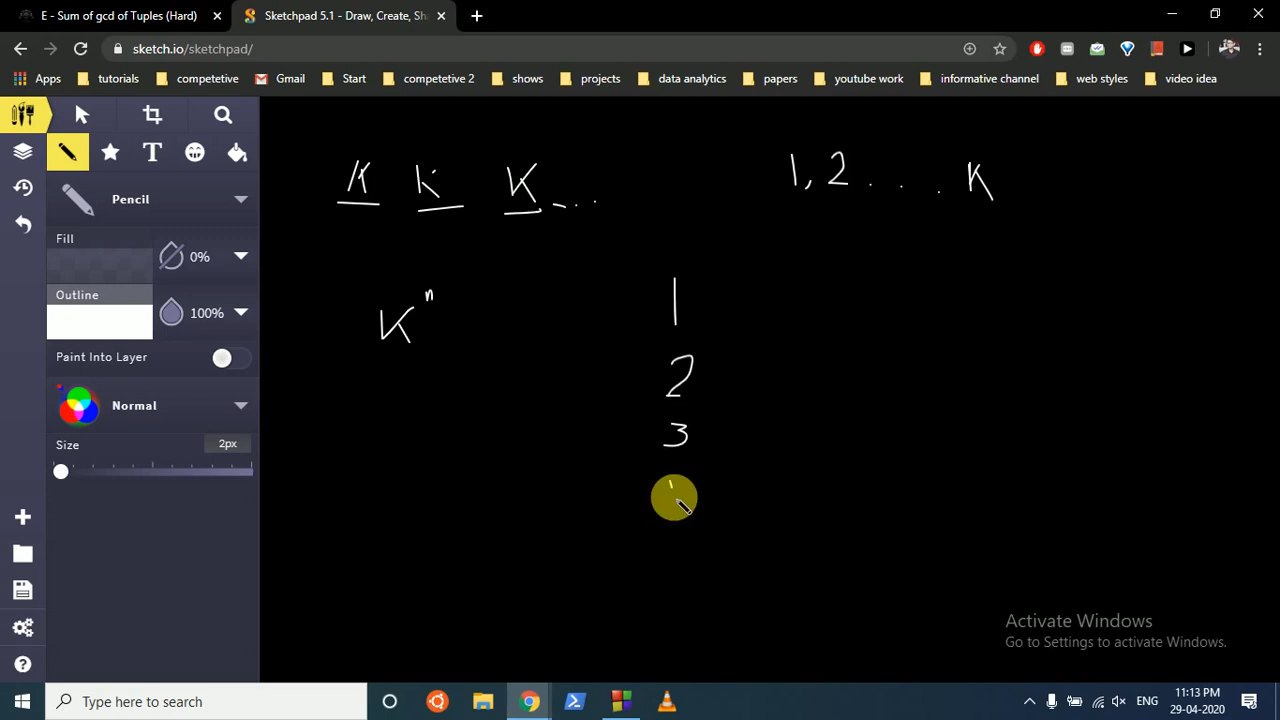 E - Sum of gcd of Tuples (Hard)
Sketchpad 5.1 - Draw, Create, Sha
sketch.io/sketchpad/
Apps tutorials competetive Gmail Start competetive 2 shows projects data analytics papers youtube work informative channel web styles video idea
K K K - . . .
1, 2 . . . . K
Pencil
Fill
0%
Outline
100%
K^n
1
2
3
Paint Into Layer
Normal
Size
2px
Activate Windows
Go to Settings to activate Windows.
Type here to search
ENG
11:13 PM
29-04-2020